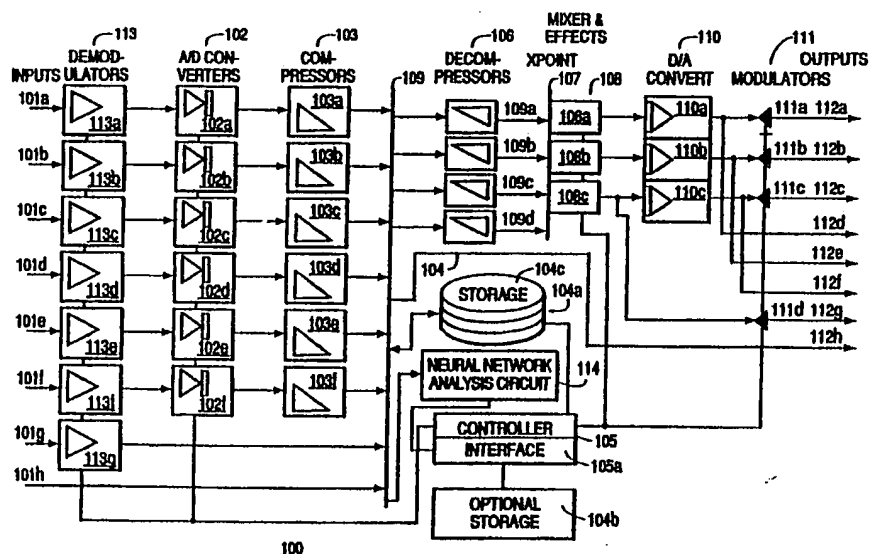 113
DEMOD-
ULATORS
102
A/D CON-
VERTERS
103
COM-
PRESSORS
106
DECOM-
PRESSORS
MIXER &
EFFECTS
XPOINT
107
108
110
D/A
CONVERT
111
OUTPUTS
MODULATORS
INPUTS
109
101a
113a
102a
103a
109a
108a
110a
111a 112a
101b
113b
102b
103b
109b
108b
110b
111b 112b
101c
113c
102c
103c
109c
108c
110c
111c 112c
109d
112d
101d
113d
102d
103d
104
104c
STORAGE
104a
112e
112f
111d 112g
112h
101e
113e
102e
103e
NEURAL NETWORK
ANALYSIS CIRCUIT
114
101f
113f
102f
103f
101g
113g
CONTROLLER
105
INTERFACE
105a
101h
OPTIONAL
STORAGE
104b
100